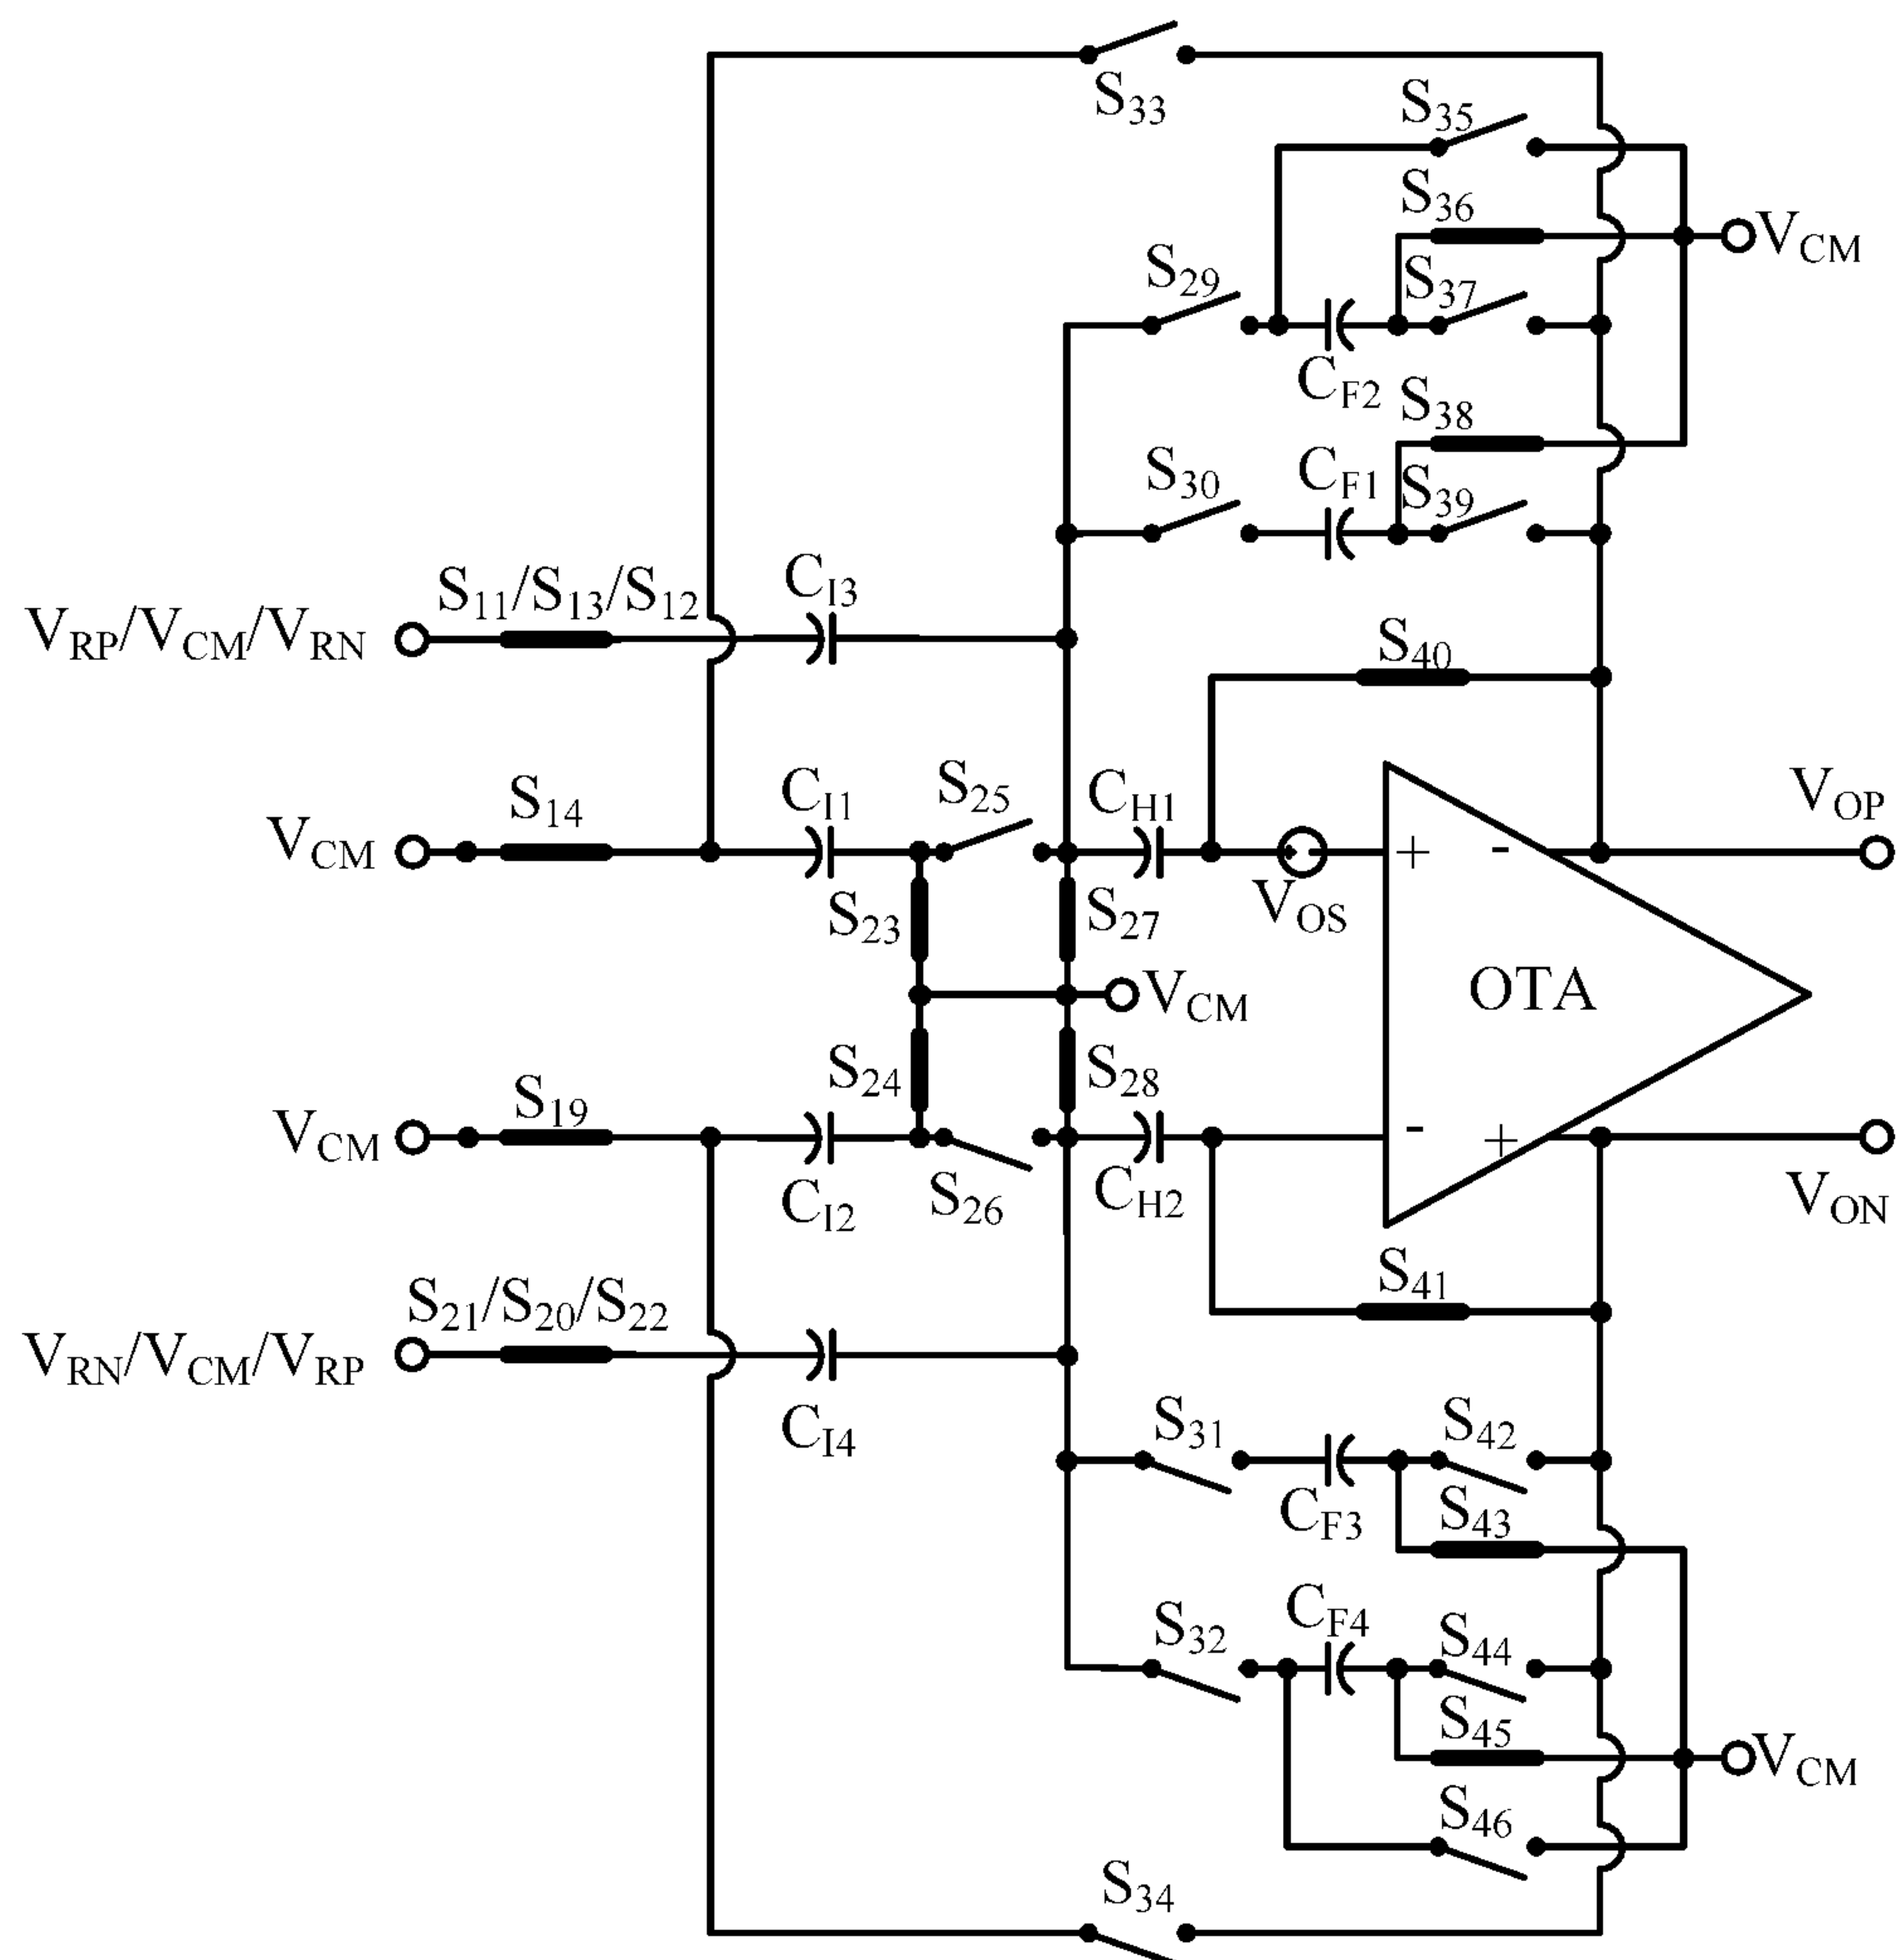 S33
S35
S36
VCM
S29
S37
CF2
S38
S30
CF1
S39
CI3
S11/S13/S12
VRP/VCM/VRN
S40
CI1
S25
CH1
VOP
S14
VCM
+
-
S23
S27
VOS
OTA
VCM
S24
S28
S19
VCM
-
+
CI2
S26
CH2
VON
S41
S21/S20/S22
VRN/VCM/VRP
CI4
S31
S42
CF3
S43
CF4
S32
S44
S45
VCM
S46
S34